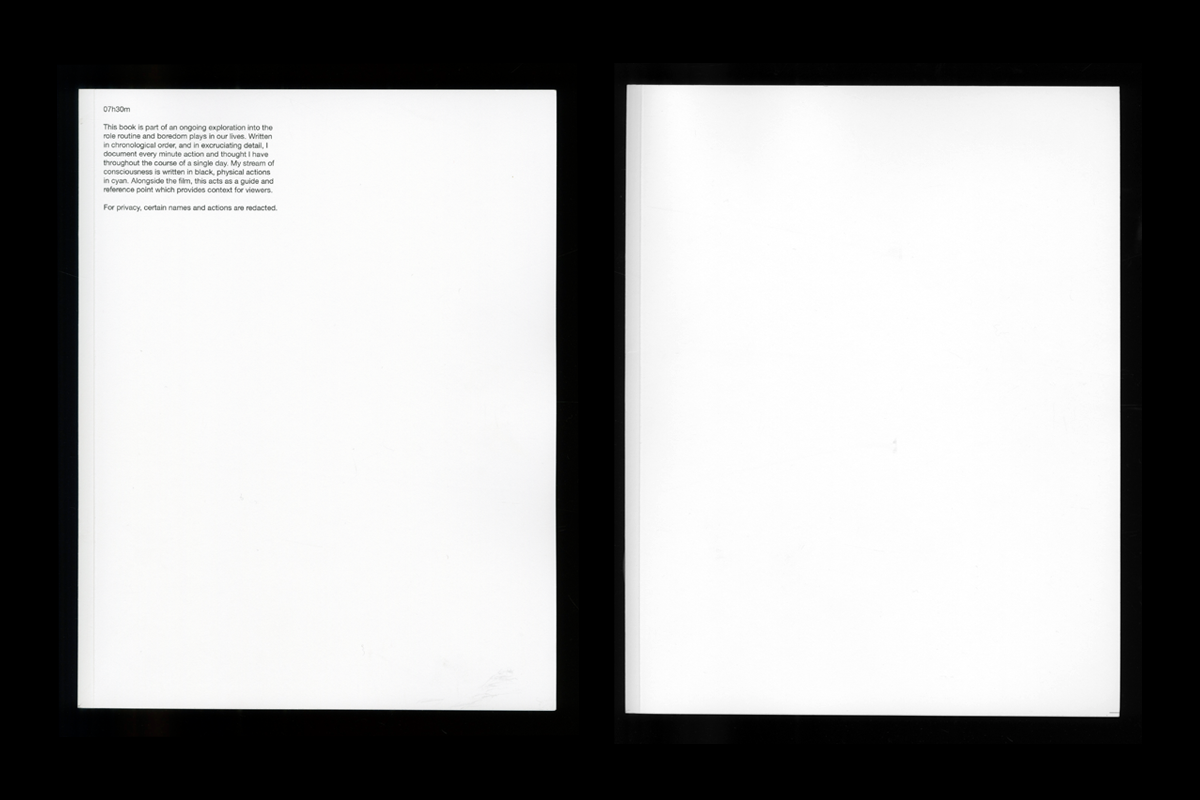 07h30m
This book is part of an ongoing exploration into the
role routine and boredom plays in our lives. Written
in chronological order, and in excruciating detail, I
document every minute action and thought I have
throughout the course of a single day. My stream of
consciousness is written in black, physical actions
in cyan. Alongside the film, this acts as a guide and
reference point which provides context for viewers.
For privacy, certain names and actions are redacted.